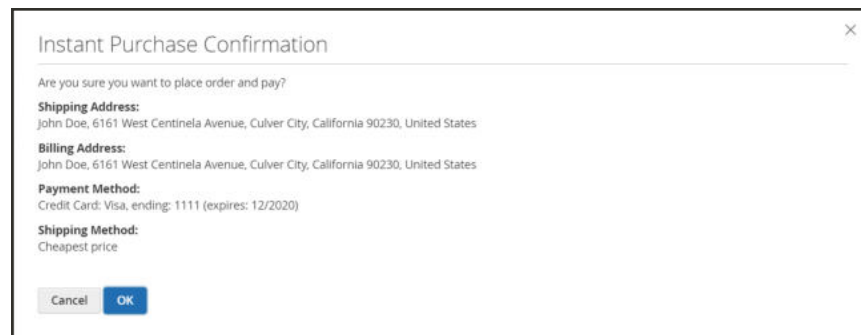 Instant Purchase Confirmation
Are you sure you want to place order and pay?
Shipping Address:
John Doe, 6161 West Centinela Avenue, Culver City, California 90230, United States
Billing Address:
John Doe, 6161 West Centinela Avenue, Culver City, California 90230, United States
Payment Method:
Credit Card: Visa, ending: 1111 (expires: 12/2020)
Shipping Method:
Cheapest price
Cancel OK